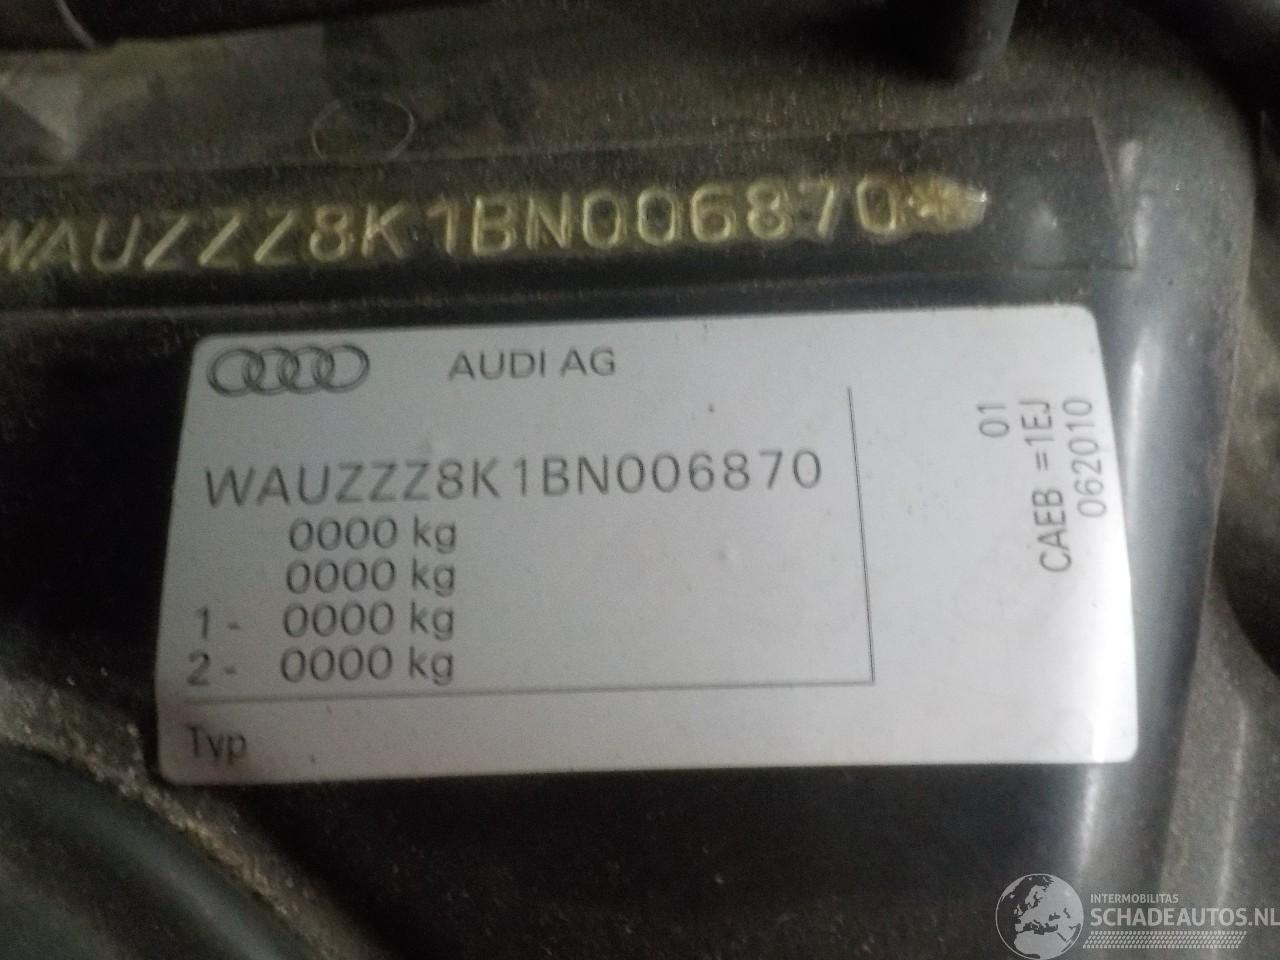 WAUZZZ8K1BN006870*
AUDI AG
WAUZZZ8K1BN006870
0000 kg
0000 kg
1 - 0000 kg
2 - 0000 kg
Typ
01
CAEB =1EJ
062010
INTERMOBILITAS
SCHADEAUTOS.NL